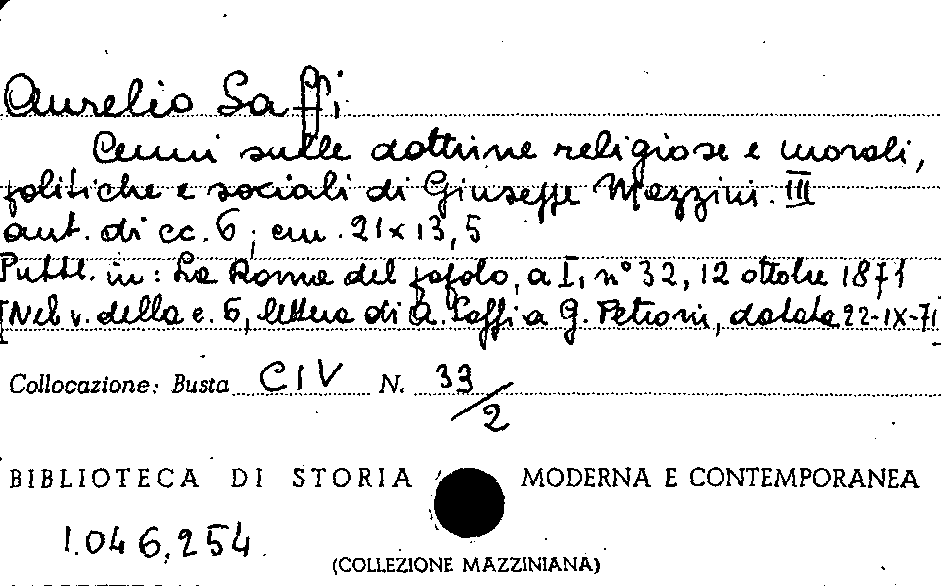 Aurelio Saffi
Cenni sulle dottrine religiose e morali,
politiche e sociali di Giuseppe Mazzini. III
aut. di cc. 6; cm. 21x13,5
Pubbl. in: La Roma del popolo, a I, n° 32, 12 ottobre 1871
[Nel v. della c. 6, lettera di A. Saffi a G. Petroni, datata 22-IX-71]
Collocazione: Busta CIV N. 33/2
BIBLIOTECA DI STORIA MODERNA E CONTEMPORANEA
1.046.254
(COLLEZIONE MAZZINIANA)